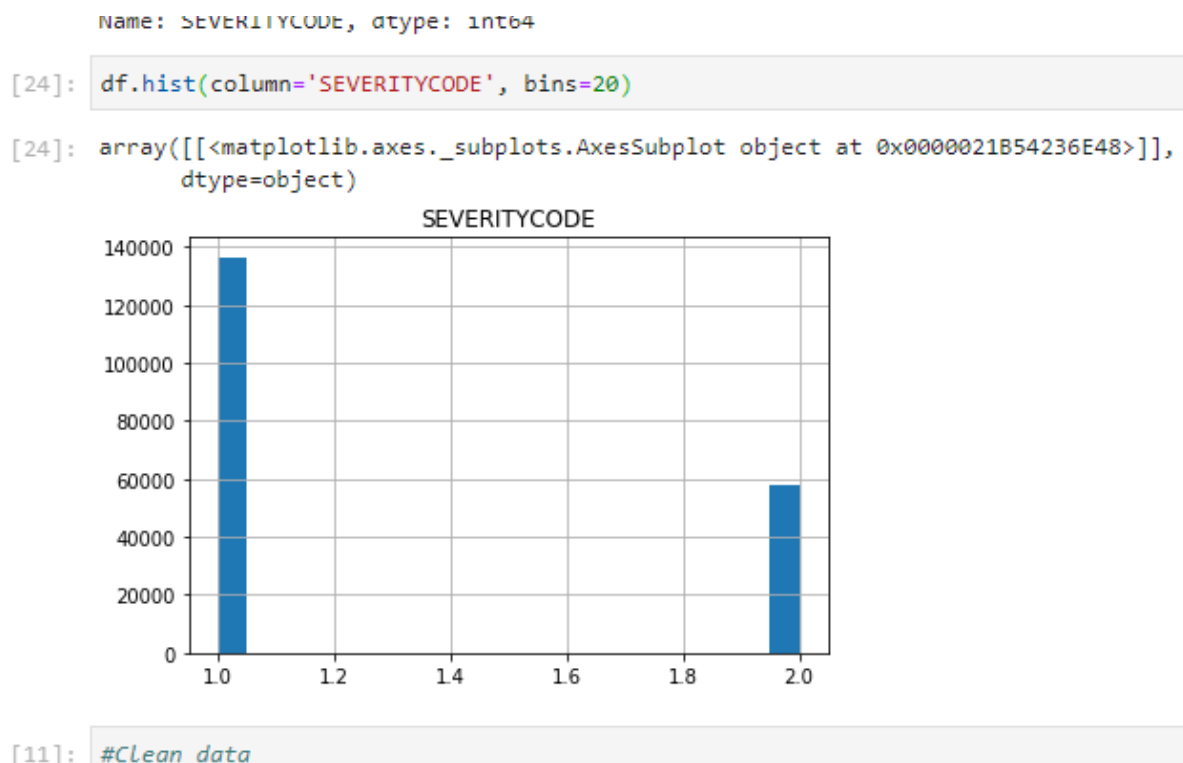 Name: SEVERITYCODE, dtype: int64
[24]: df.hist(column='SEVERITYCODE', bins=20)
[24]: array([[<matplotlib.axes._subplots.AxesSubplot object at 0x0000021B54236E48>]],
dtype=object)
SEVERITYCODE
140000
120000
100000
80000
60000
40000
20000
0
1.0 1.2 1.4 1.6 1.8 2.0
[11]: #Clean data